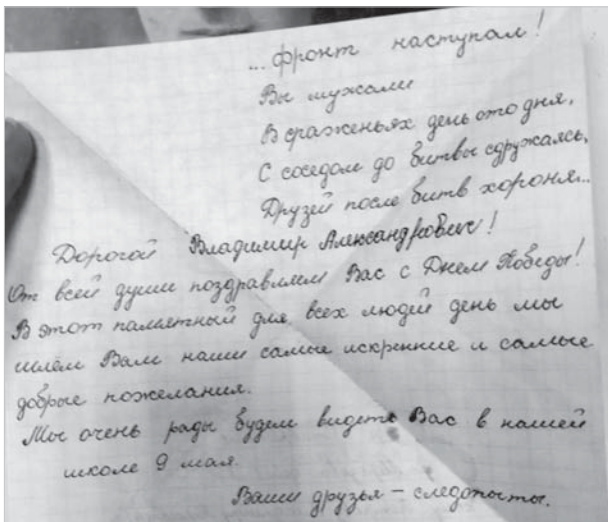 ...фронт наступал!
Вы мужали
В сраженьях день ото дня,
С соседом до битвы сдружаясь,
Друзей после битв хороня...
Дорогой Владимир Александрович!
От всей души поздравляем Вас с Днем Победы!
В этот памятный для всех людей день мы
шлём Вам наши самые искренние и самые
добрые пожелания.
Мы очень рады будем видеть Вас в нашей
школе 9 мая.
Ваши друзья – следопыты.